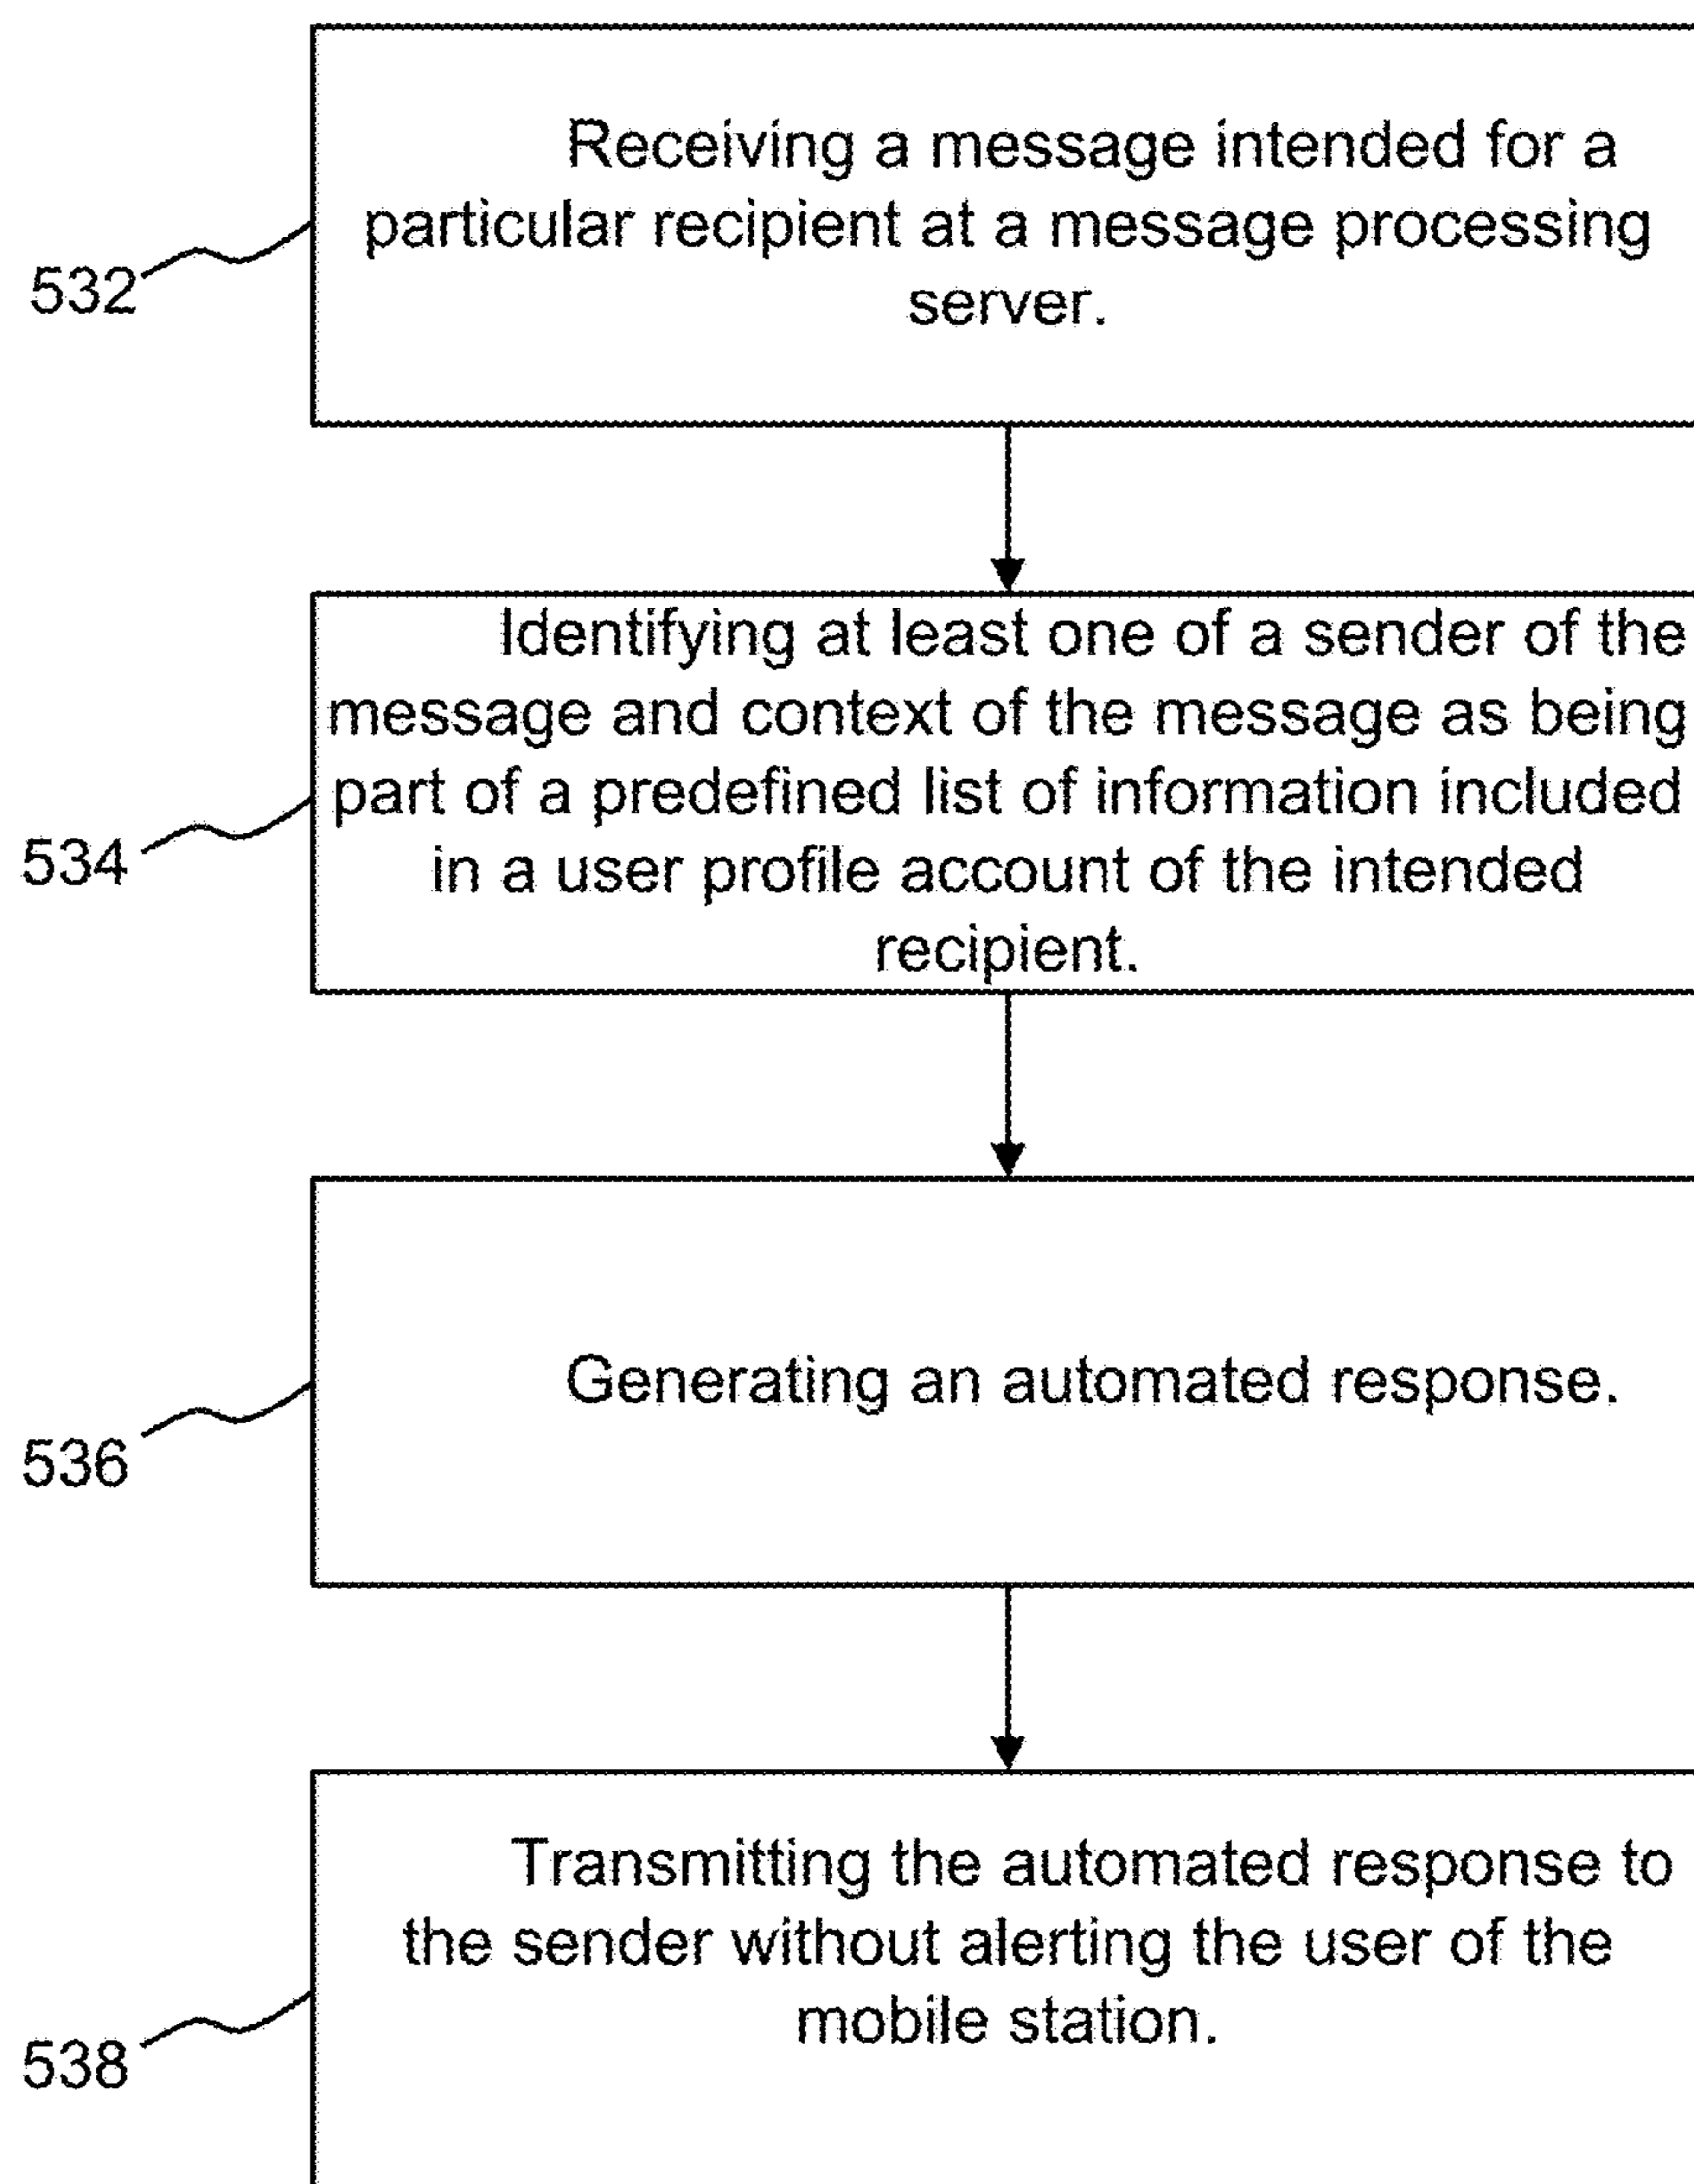 Receiving a message intended for a
particular recipient at a message processing
server.
532
Identifying at least one of a sender of the
message and context of the message as being
part of a predefined list of information included
in a user profile account of the intended
recipient.
534
Generating an automated response.
536
Transmitting the automated response to
the sender without alerting the user of the
mobile station.
538